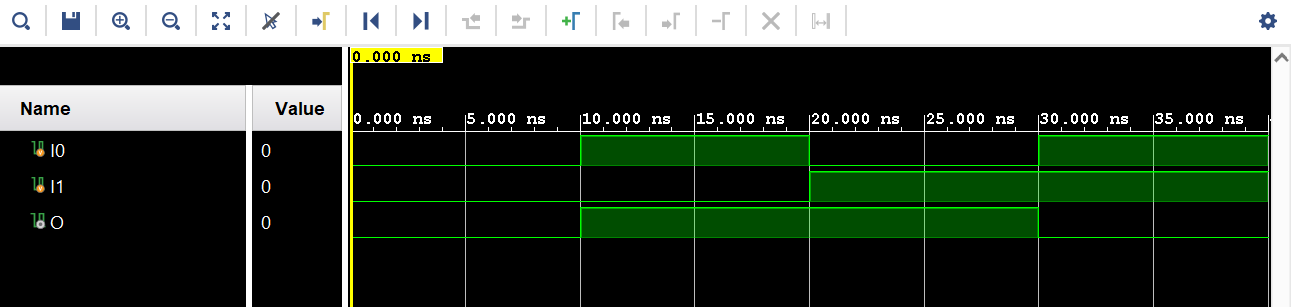 0.000 ns
Name Value
0.000 ns 5.000 ns 10.000 ns 15.000 ns 20.000 ns 25.000 ns 30.000 ns 35.000 ns
I0 0
I1 0
O 0